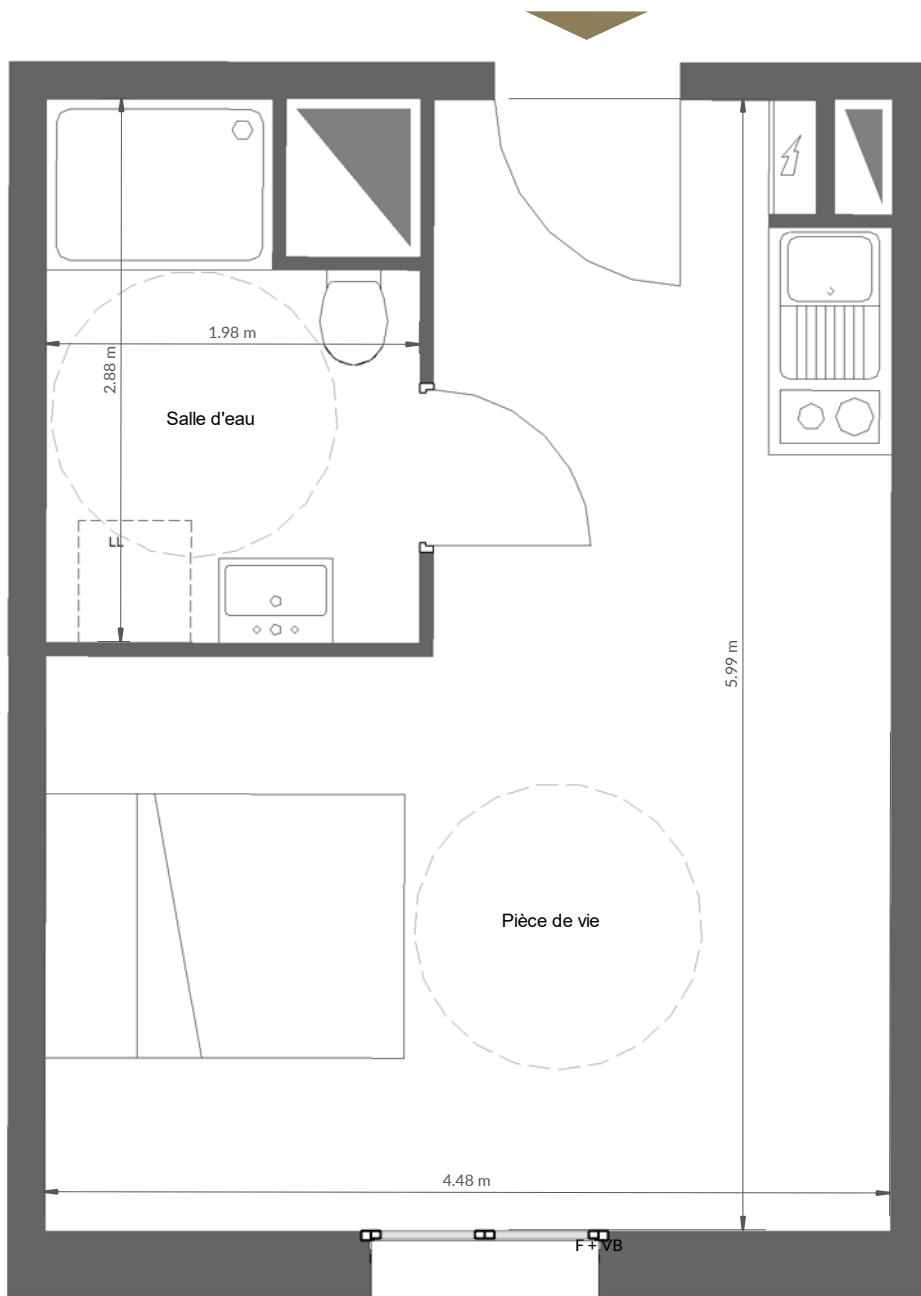 1.98 m
2.88 m
Salle d'eau
LL
5.99 m
Pièce de vie
4.48 m
F + VB